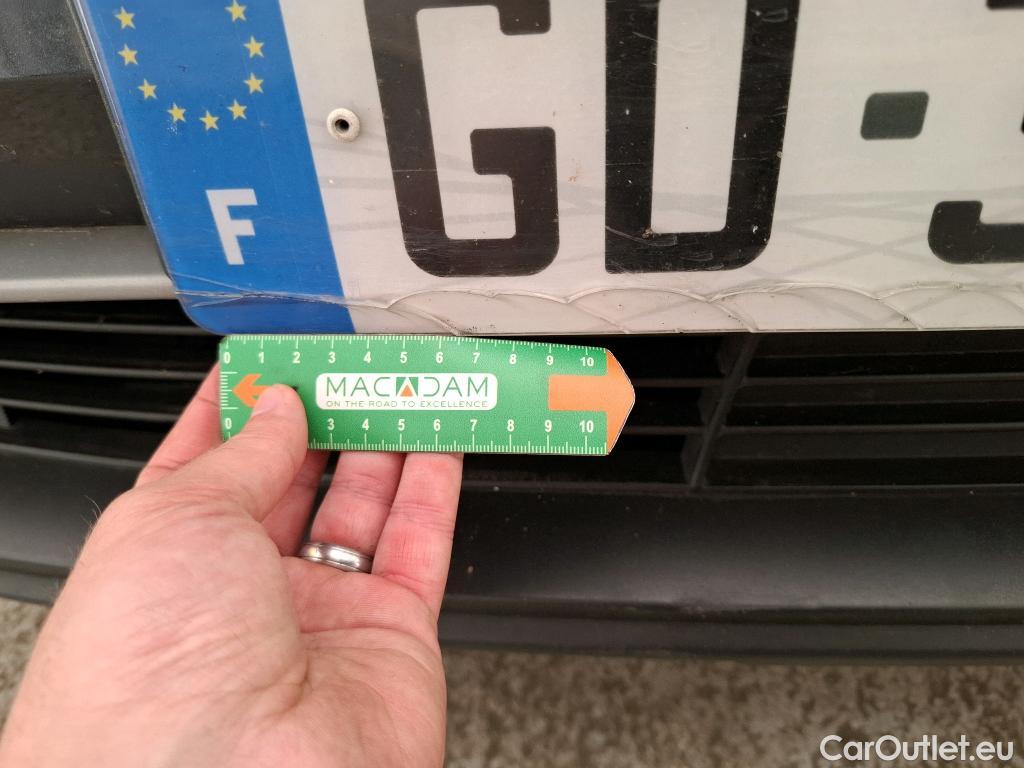 F
GD-
0 1 2 3 4 5 6 7 8 9 10
MACADAM
ON THE ROAD TO EXCELLENCE
0 3 4 5 6 7 8 9 10
CarOutlet.eu